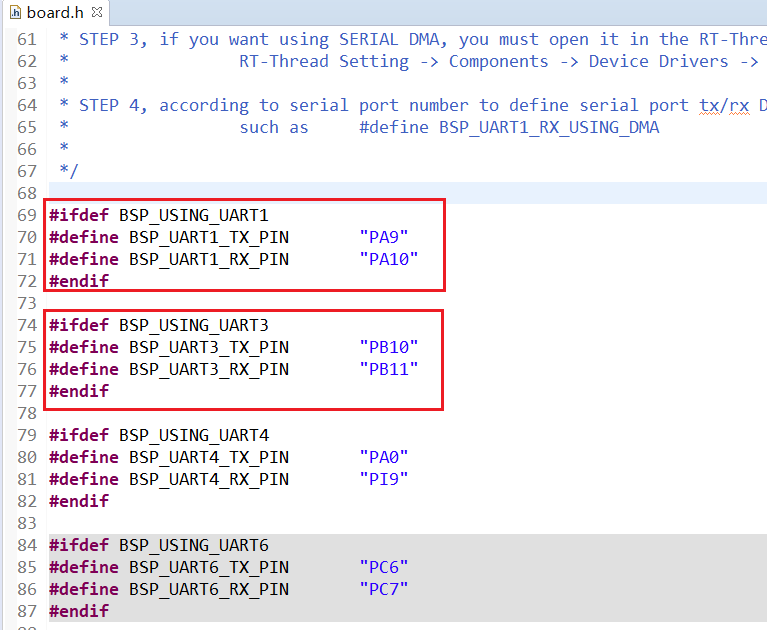 board.h
61 * STEP 3, if you want using SERIAL DMA, you must open it in the RT-Thre
62 * RT-Thread Setting -> Components -> Device Drivers ->
63 *
64 * STEP 4, according to serial port number to define serial port tx/rx D
65 * such as #define BSP_UART1_RX_USING_DMA
66 *
67 */
68
69 #ifdef BSP_USING_UART1
70 #define BSP_UART1_TX_PIN "PA9"
71 #define BSP_UART1_RX_PIN "PA10"
72 #endif
73
74 #ifdef BSP_USING_UART3
75 #define BSP_UART3_TX_PIN "PB10"
76 #define BSP_UART3_RX_PIN "PB11"
77 #endif
78
79 #ifdef BSP_USING_UART4
80 #define BSP_UART4_TX_PIN "PA0"
81 #define BSP_UART4_RX_PIN "PI9"
82 #endif
83
84 #ifdef BSP_USING_UART6
85 #define BSP_UART6_TX_PIN "PC6"
86 #define BSP_UART6_RX_PIN "PC7"
87 #endif